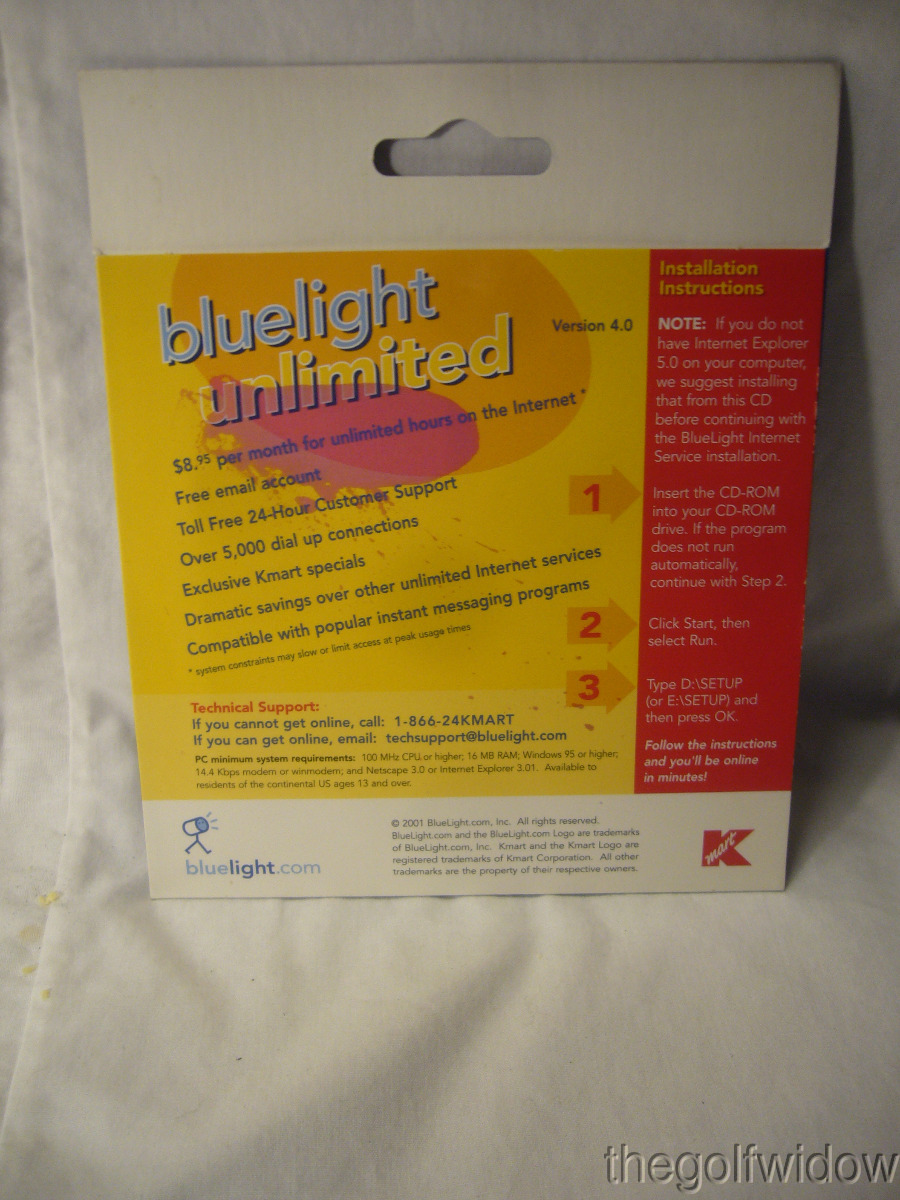 bluelight
unlimited
Version 4.0
$8.95 per month for unlimited hours on the Internet *
Free email account
Toll Free 24-Hour Customer Support
Over 5,000 dial up connections
Exclusive Kmart specials
Dramatic savings over other unlimited Internet services
Compatible with popular instant messaging programs
* system constraints may slow or limit access at peak usage times
Technical Support:
If you cannot get online, call: 1-866-24KMART
If you can get online, email: techsupport@bluelight.com
PC minimum system requirements: 100 MHz CPU or higher; 16 MB RAM; Windows 95 or higher;
14.4 Kbps modem or winmodem; and Netscape 3.0 or Internet Explorer 3.01. Available to
residents of the continental US ages 13 and over.
Installation
Instructions
NOTE: If you do not
have Internet Explorer
5.0 on your computer,
we suggest installing
that from this CD
before continuing with
the BlueLight Internet
Service installation.
1
Insert the CD-ROM
into your CD-ROM
drive. If the program
does not run
automatically,
continue with Step 2.
2
Click Start, then
select Run.
3
Type D:\SETUP
(or E:\SETUP) and
then press OK.
Follow the instructions
and you'll be online
in minutes!
bluelight.com
© 2001 BlueLight.com, Inc. All rights reserved.
BlueLight.com and the BlueLight.com Logo are trademarks
of BlueLight.com, Inc. Kmart and the Kmart Logo are
registered trademarks of Kmart Corporation. All other
trademarks are the property of their respective owners.
Kmart
thegolfwidow